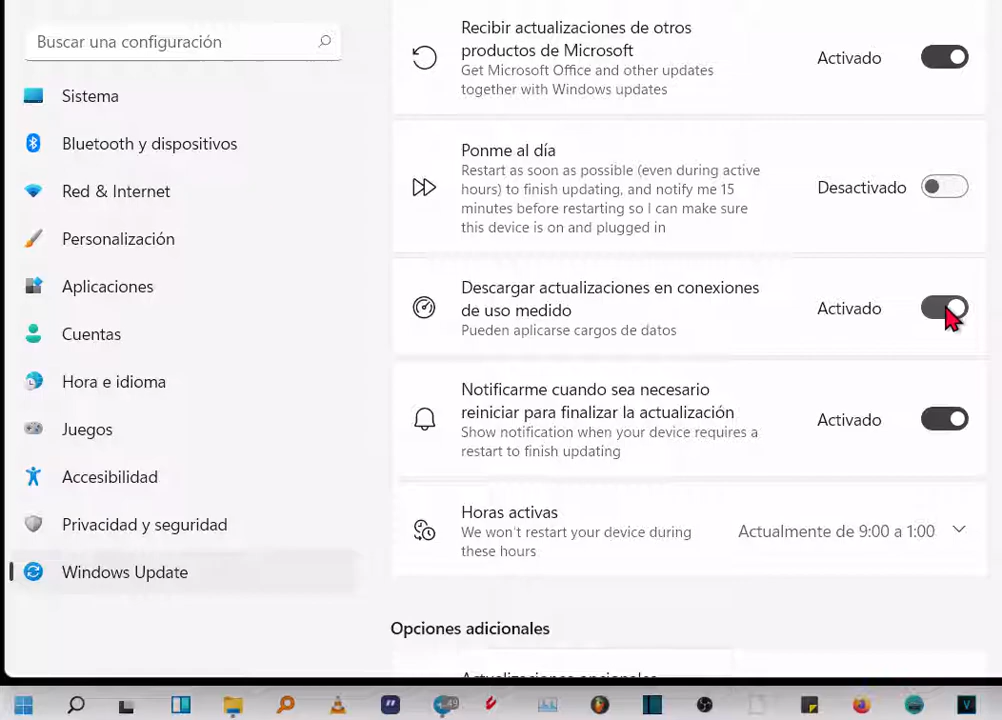 Buscar una configuración
Sistema
Bluetooth y dispositivos
Red & Internet
Personalización
Aplicaciones
Cuentas
Hora e idioma
Juegos
Accesibilidad
Privacidad y seguridad
Windows Update
Recibir actualizaciones de otros
productos de Microsoft
Get Microsoft Office and other updates
together with Windows updates
Activado
Ponme al día
Restart as soon as possible (even during active
hours) to finish updating, and notify me 15
minutes before restarting so I can make sure
this device is on and plugged in
Desactivado
Descargar actualizaciones en conexiones
de uso medido
Pueden aplicarse cargos de datos
Activado
Notificarme cuando sea necesario
reiniciar para finalizar la actualización
Show notification when your device requires a
restart to finish updating
Activado
Horas activas
We won't restart your device during
these hours
Actualmente de 9:00 a 1:00
Opciones adicionales
Actualizaciones opcionales
49